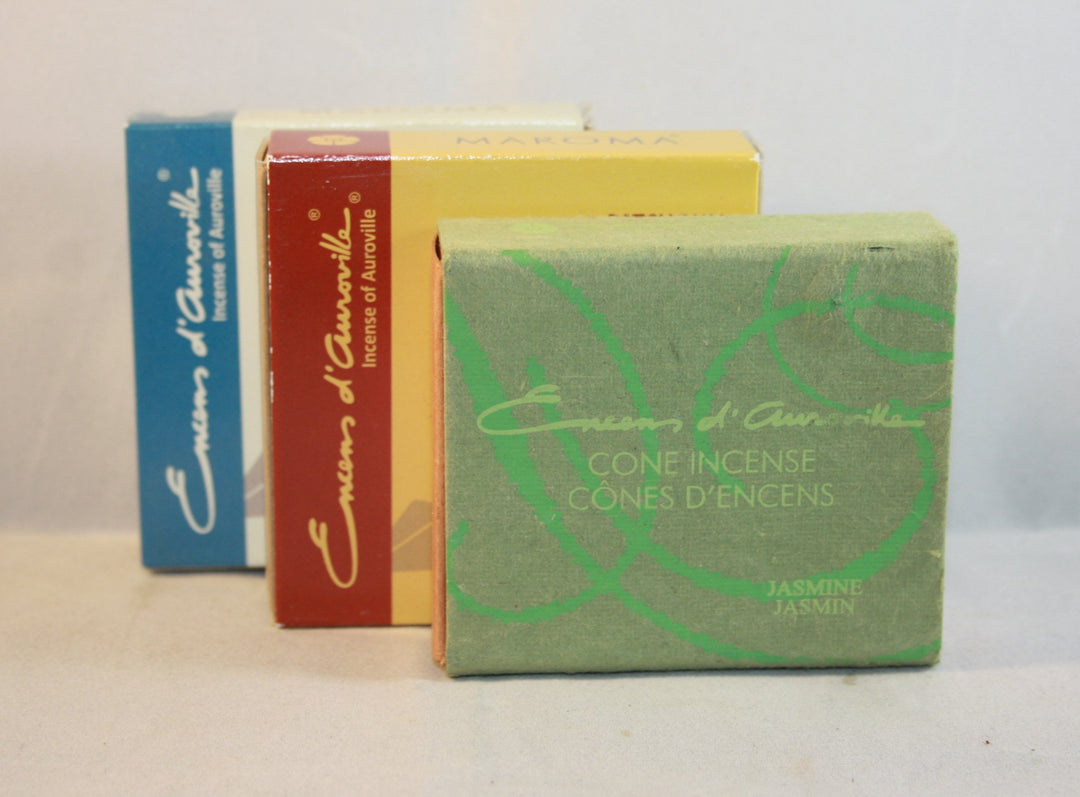 Encens d'Auroville®
Incense of Auroville
MAROMA
Encens® d'Auroville®
Incense of Auroville
Encens d'Auroville
CONE INCENSE
CÔNES D'ENCENS
JASMINE
JASMIN